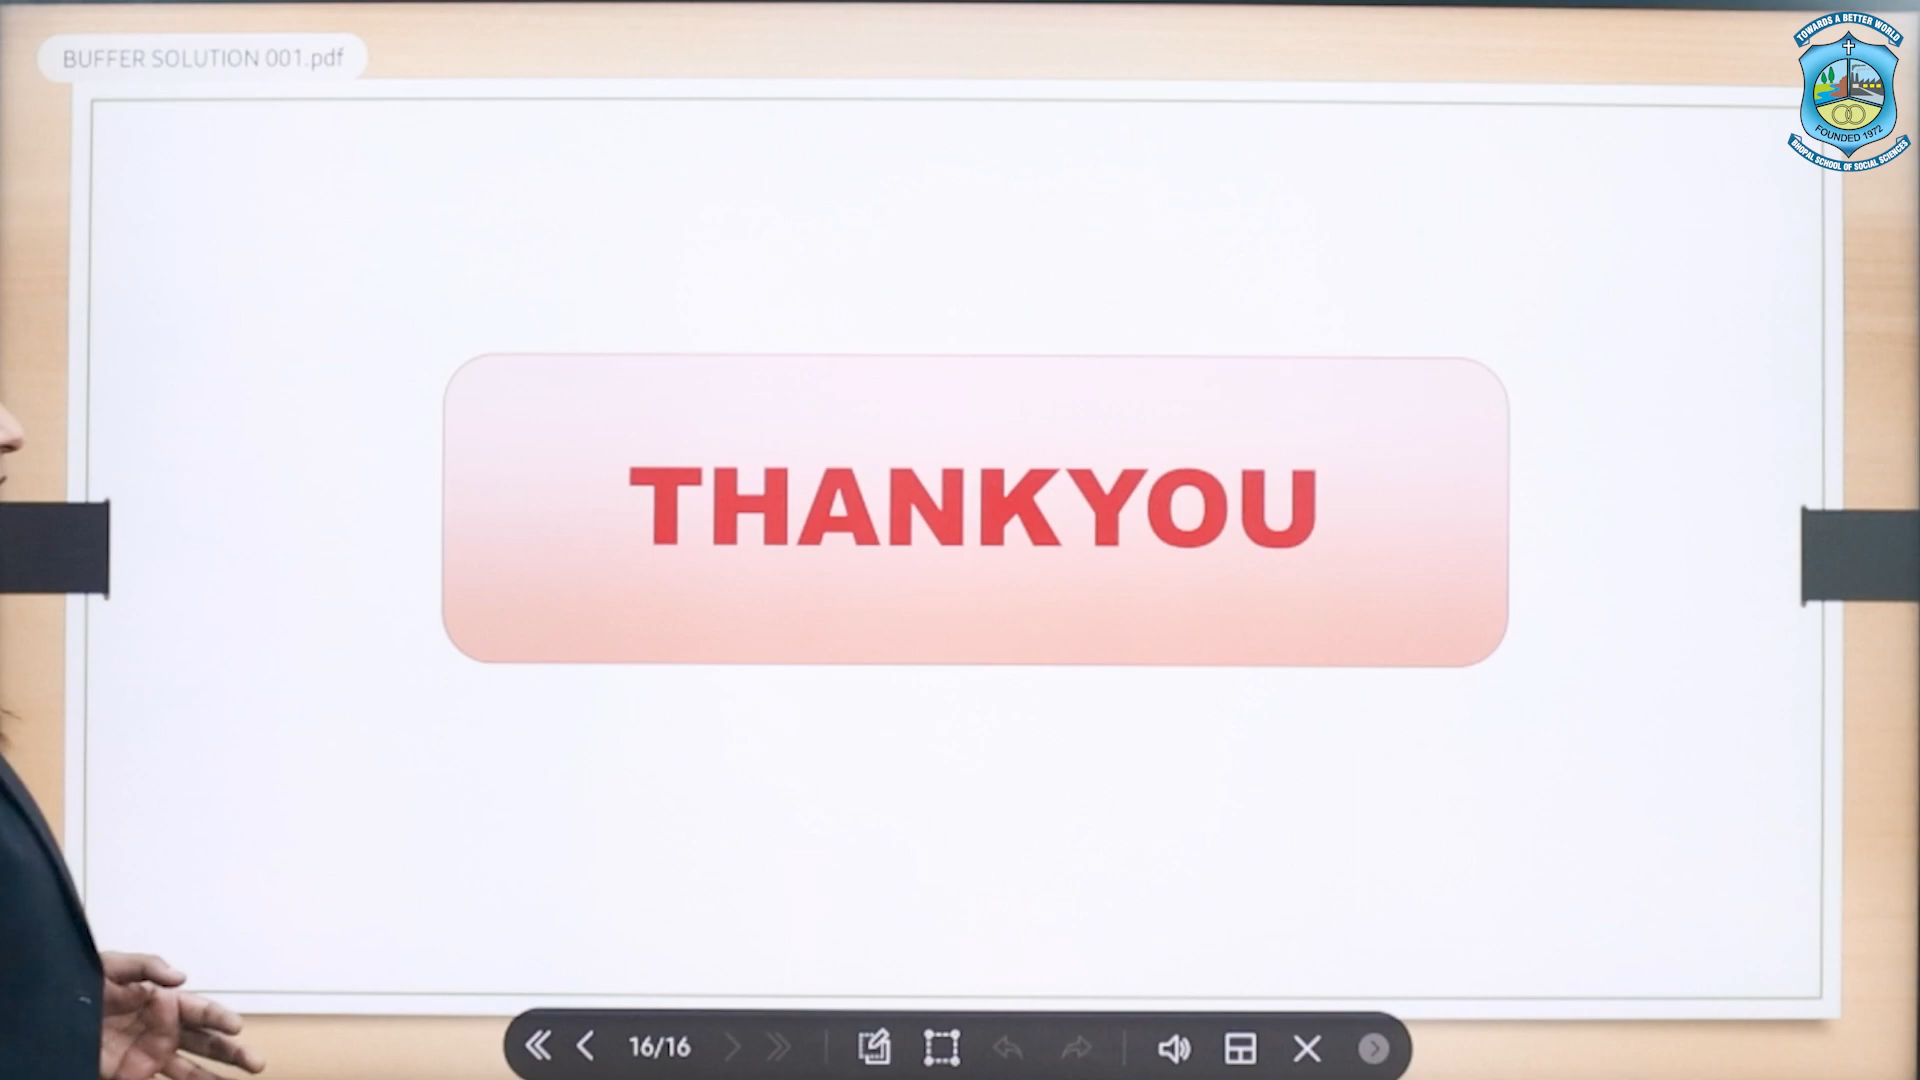 BUFFER SOLUTION 001.pdf
TOWARDS A BETTER WORLD
FOUNDED 1972
BHOPAL SCHOOL OF SOCIAL SCIENCES
THANKYOU
16/16